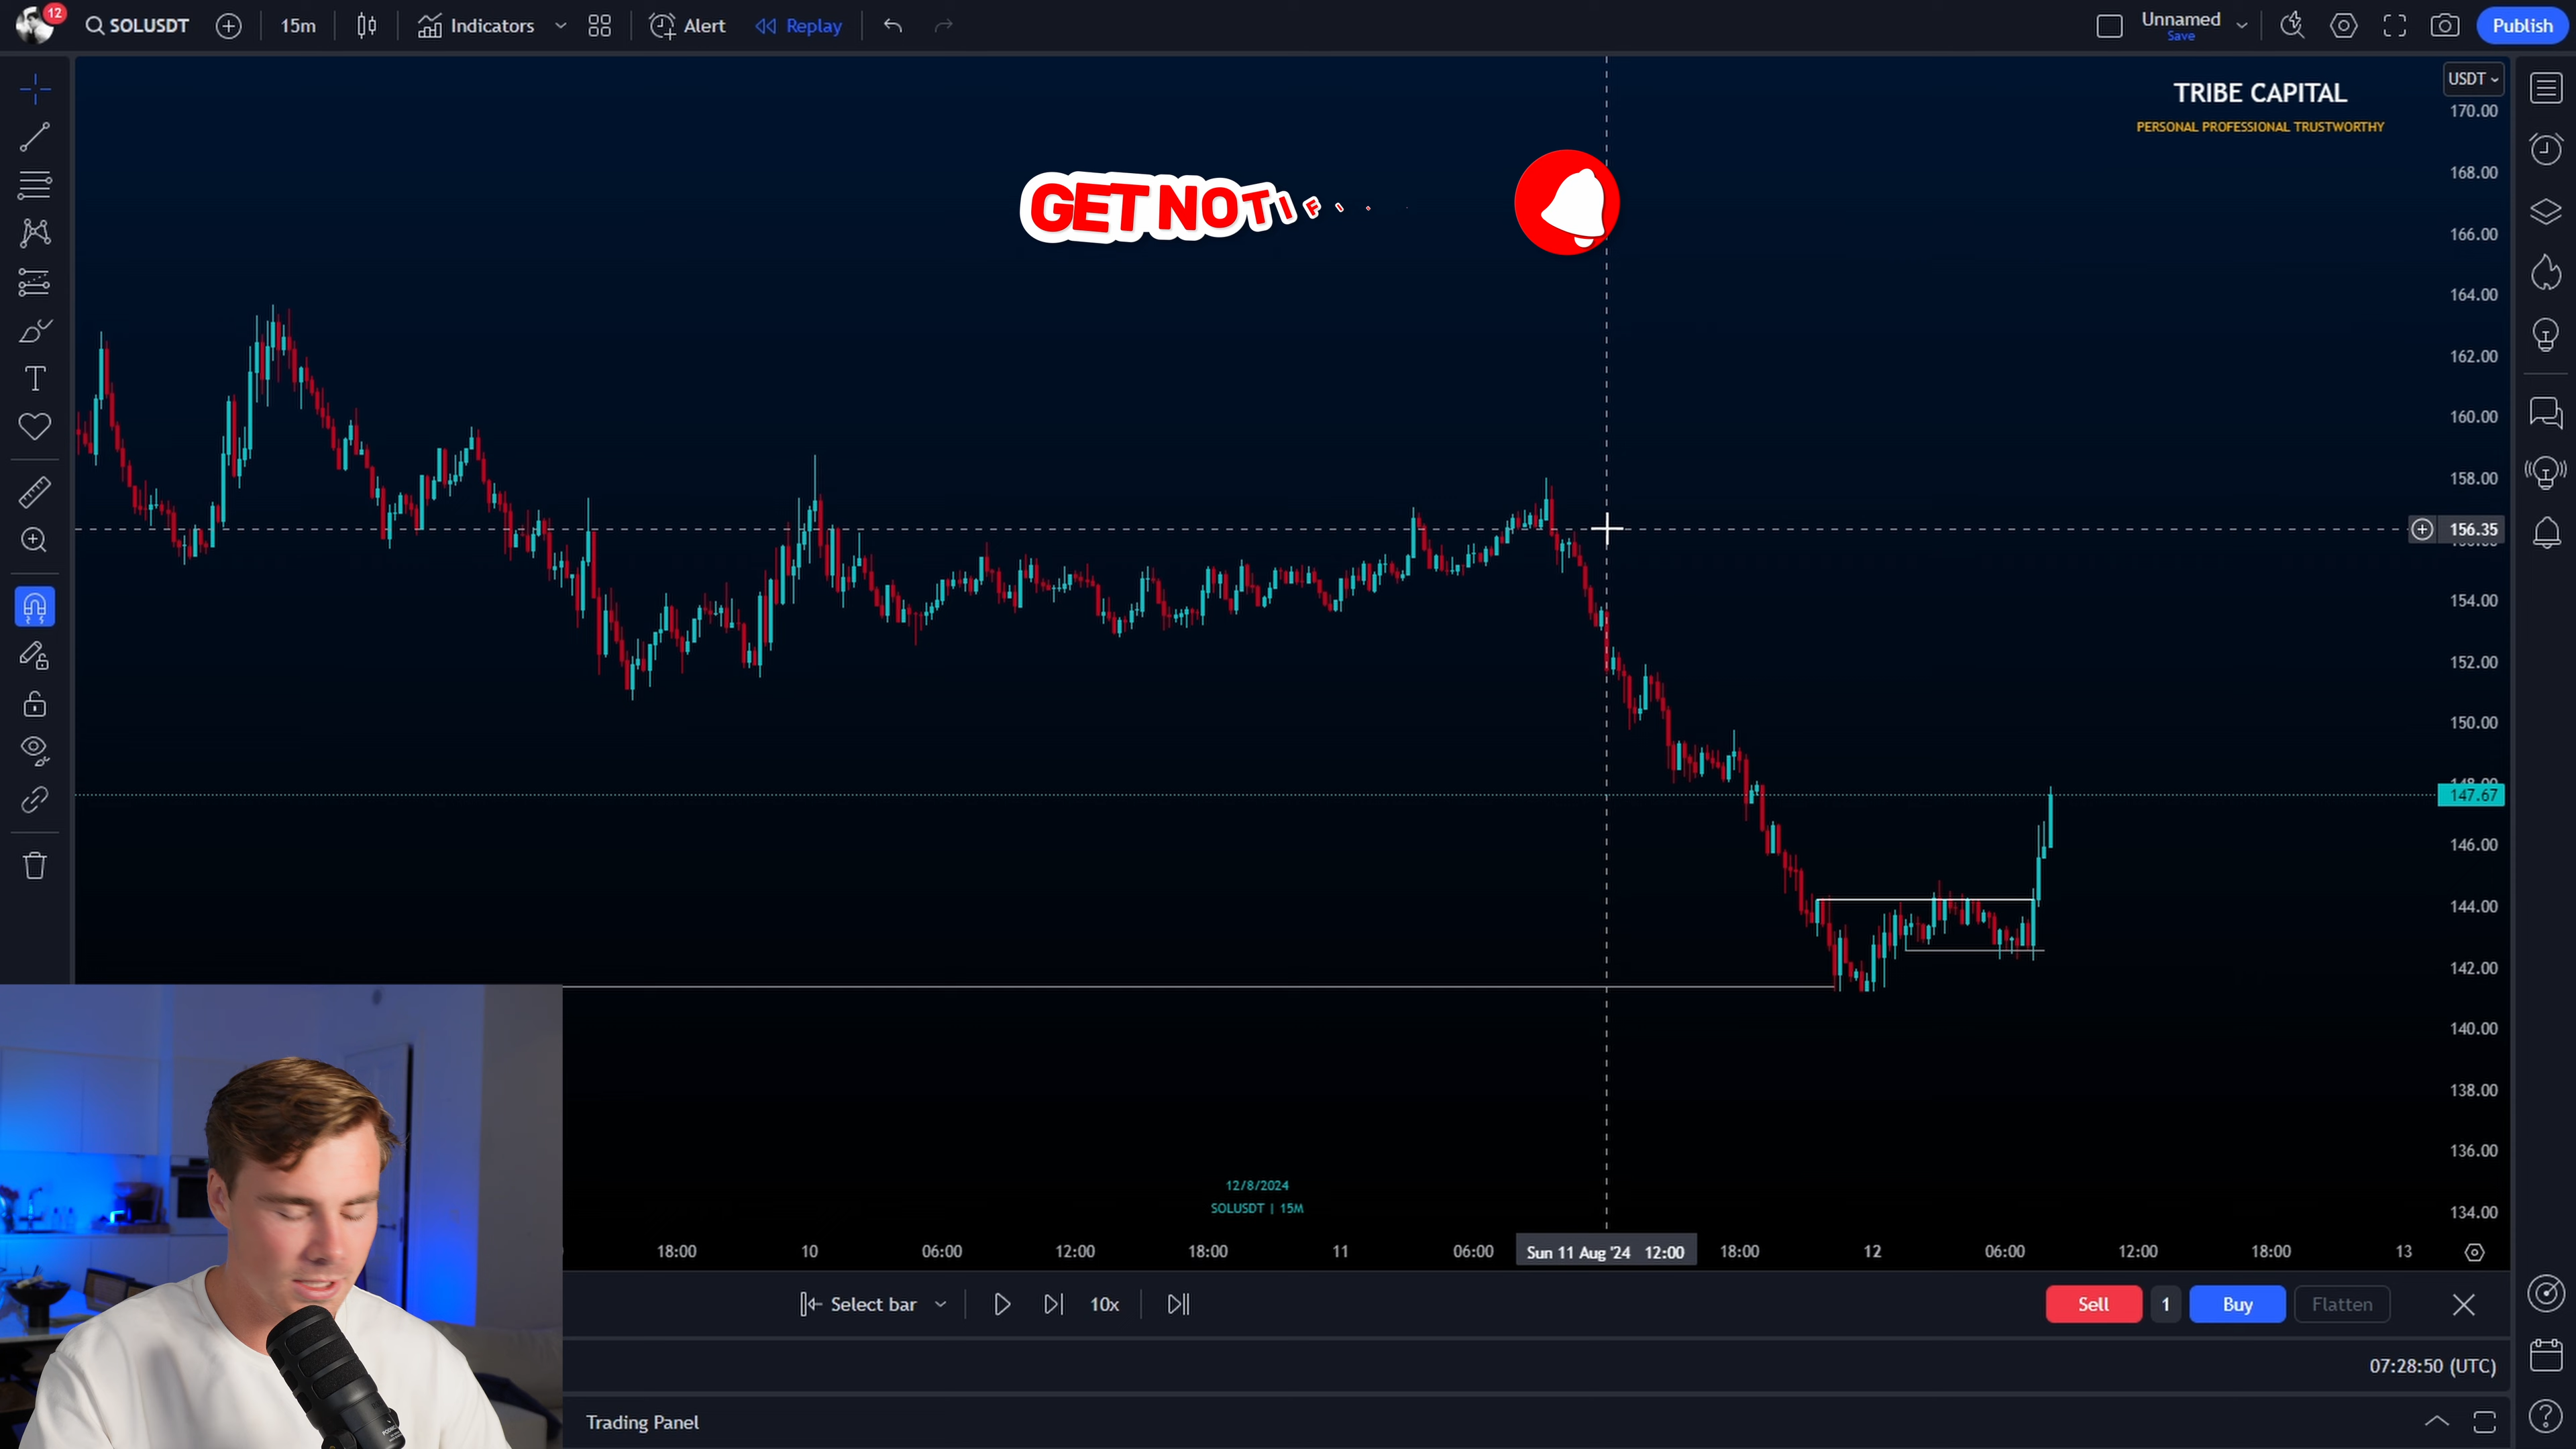 12
SOLUSDT
15m
Indicators
Alert
Replay
Unnamed
Save
Publish
USDT
TRIBE CAPITAL
PERSONAL PROFESSIONAL TRUSTWORTHY
GET NOTIFI
170.00
168.00
166.00
164.00
162.00
160.00
158.00
156.35
154.00
152.00
150.00
148.00
147.67
146.00
144.00
142.00
140.00
138.00
136.00
134.00
12/8/2024
SOLUSDT | 15M
18:00 10 06:00 12:00 18:00 11 06:00 Sun 11 Aug '24 12:00 18:00 12 06:00 12:00 18:00 13
Select bar
10x
Sell
1
Buy
Flatten
07:28:50 (UTC)
Trading Panel